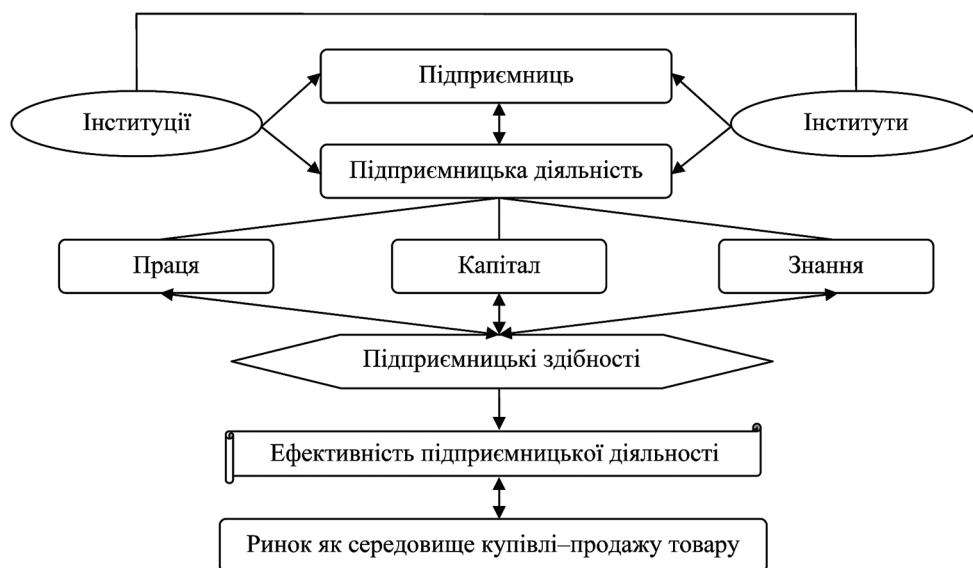 Підприємниць
Інституції
Інститути
Підприємницька діяльність
Праця
Капітал
Знання
Підприємницькі здібності
Ефективність підприємницької діяльності
Ринок як середовище купівлі–продажу товару